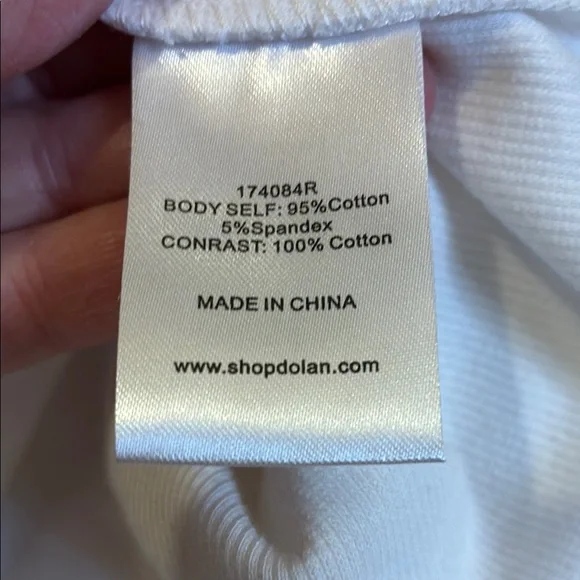 174084R
BODY SELF: 95%Cotton
5%Spandex
CONRAST: 100% Cotton
MADE IN CHINA
www.shopdolan.com